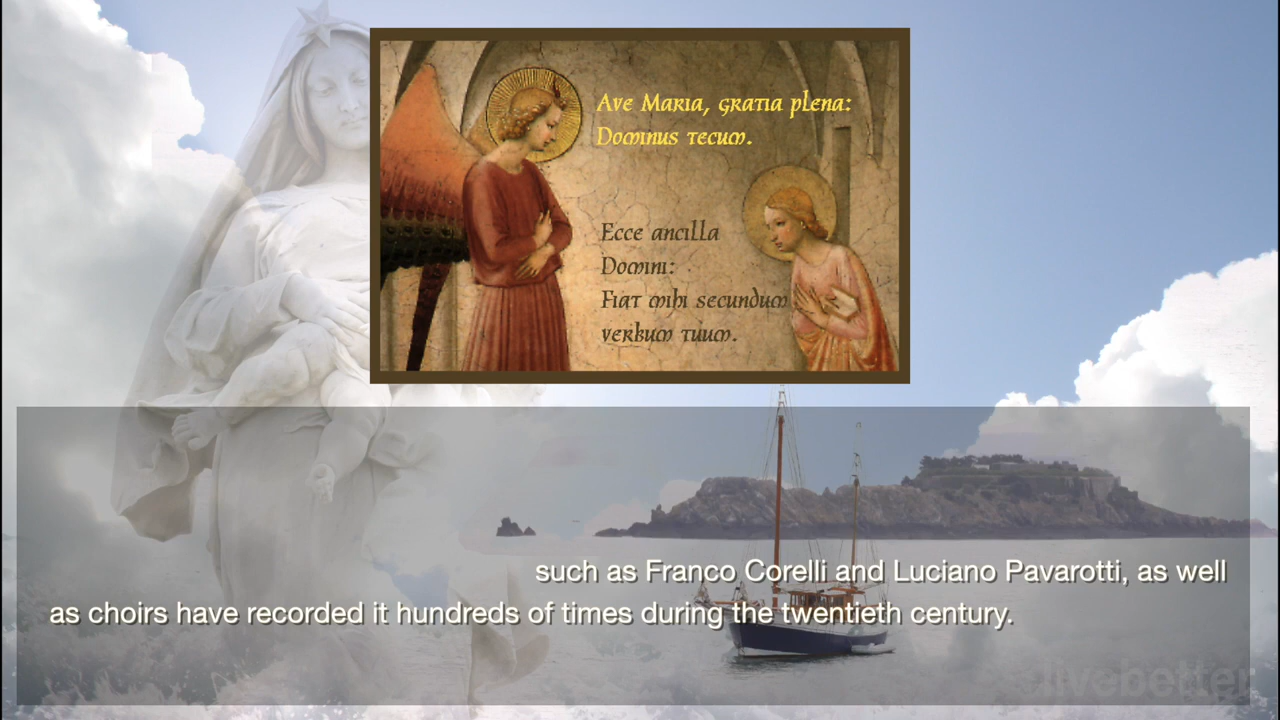 Ave Maria, gratia plena:
Dominus tecum.
Ecce ancilla
Domini:
Fiat mihi secundum
verbum tuum.
such as Franco Corelli and Luciano Pavarotti, as well
as choirs have recorded it hundreds of times during the twentieth century.
livebetter